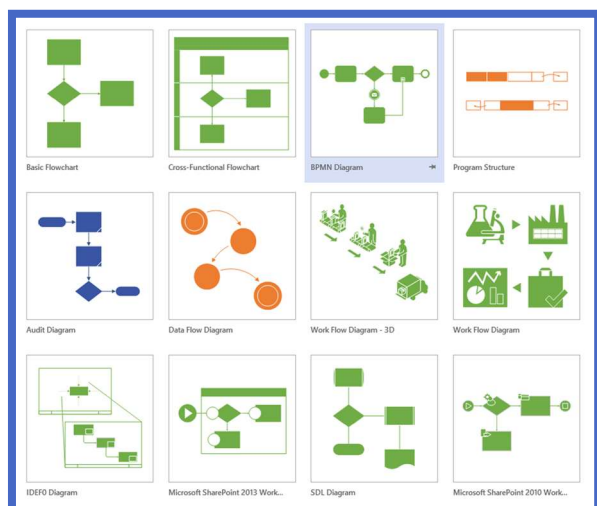 Basic Flowchart
Cross-Functional Flowchart
BPMN Diagram
Program Structure
Audit Diagram
Data Flow Diagram
Work Flow Diagram - 3D
Work Flow Diagram
IDEF0 Diagram
Microsoft SharePoint 2013 Work...
SDL Diagram
Microsoft SharePoint 2010 Work...